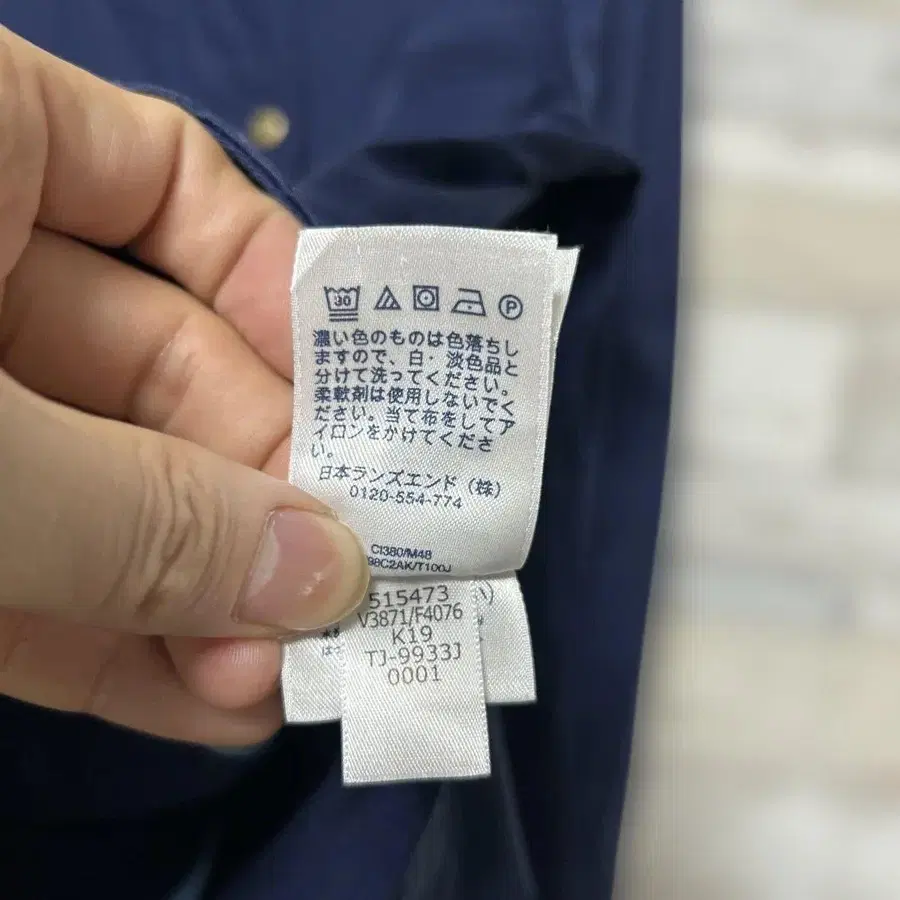 30
P
濃い色のものは色落ちし
ますので、白・淡色品と
分けて洗ってください。
柔軟剤は使用しないでく
ださい。当て布をしてア
イロンをかけてくださ
い。
日本ランズエンド（株）
0120-554-774
CI380/M48
98C2AK/T100J
515473
V3871/F4076
K19
TJ-9933J
0001